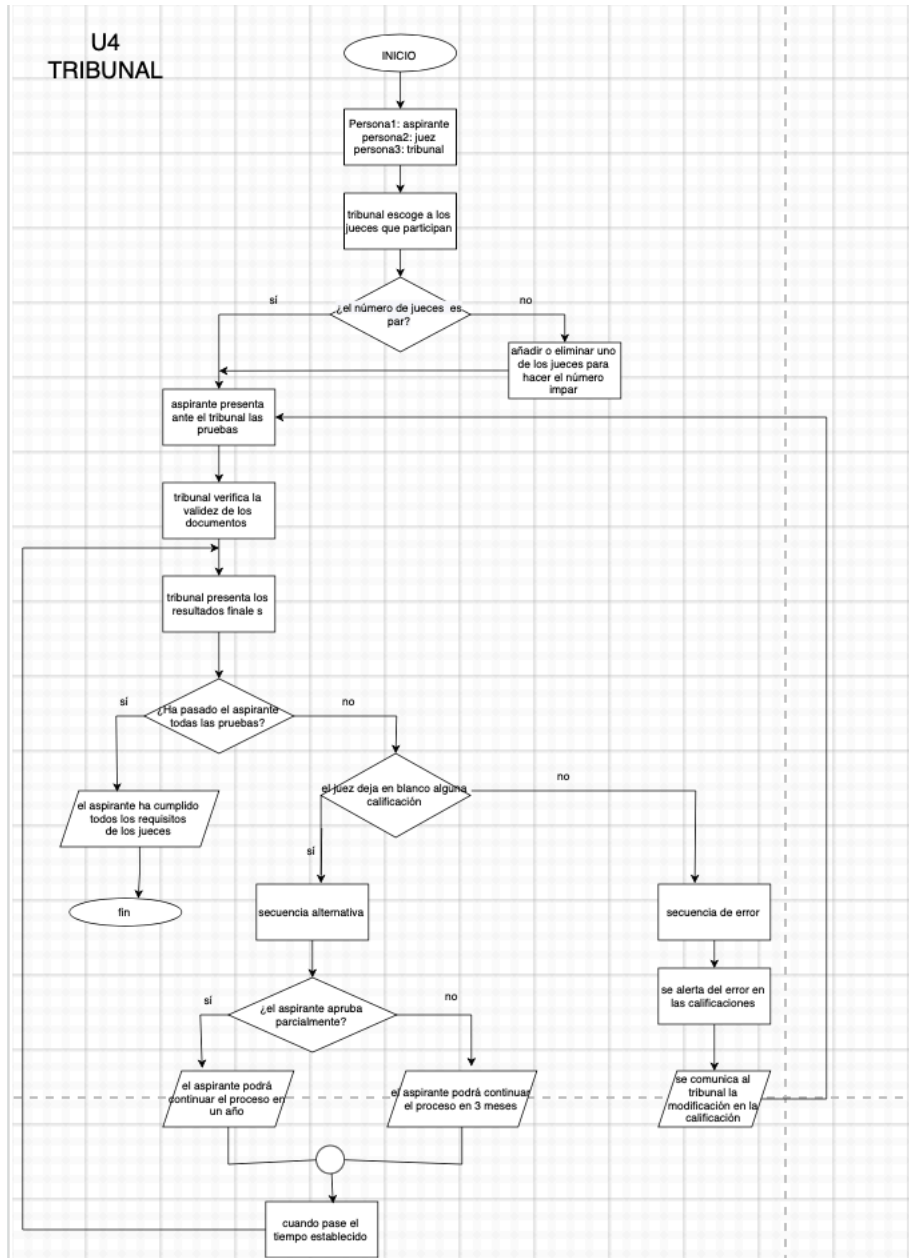 U4
TRIBUNAL
INICIO
Persona1: aspirante
persona2: juez
persona3: tribunal
tribunal escoge a los
jueces que participan
sí
¿el número de jueces es
par?
no
añadir o eliminar uno
de los jueces para
hacer el número
impar
aspirante presenta
ante el tribunal las
pruebas
tribunal verifica la
validez de los
documentos
tribunal presenta los
resultados finale s
sí
¿Ha pasado el aspirante
todas las pruebas?
no
el juez deja en blanco alguna
calificación
no
el aspirante ha cumplido
todos los requisitos
de los jueces
sí
fin
secuencia alternativa
secuencia de error
se alerta del error en
las calificaciones
sí
¿el aspirante apruba
parcialmente?
no
el aspirante podrá
continuar el proceso en
un año
el aspirante podrá continuar
el proceso en 3 meses
se comunica al
tribunal la
modificación en la
calificación
cuando pase el
tiempo establecido